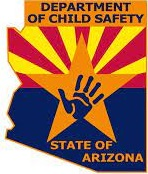 DEPARTMENT
OF CHILD SAFETY
STATE OF
ARIZONA